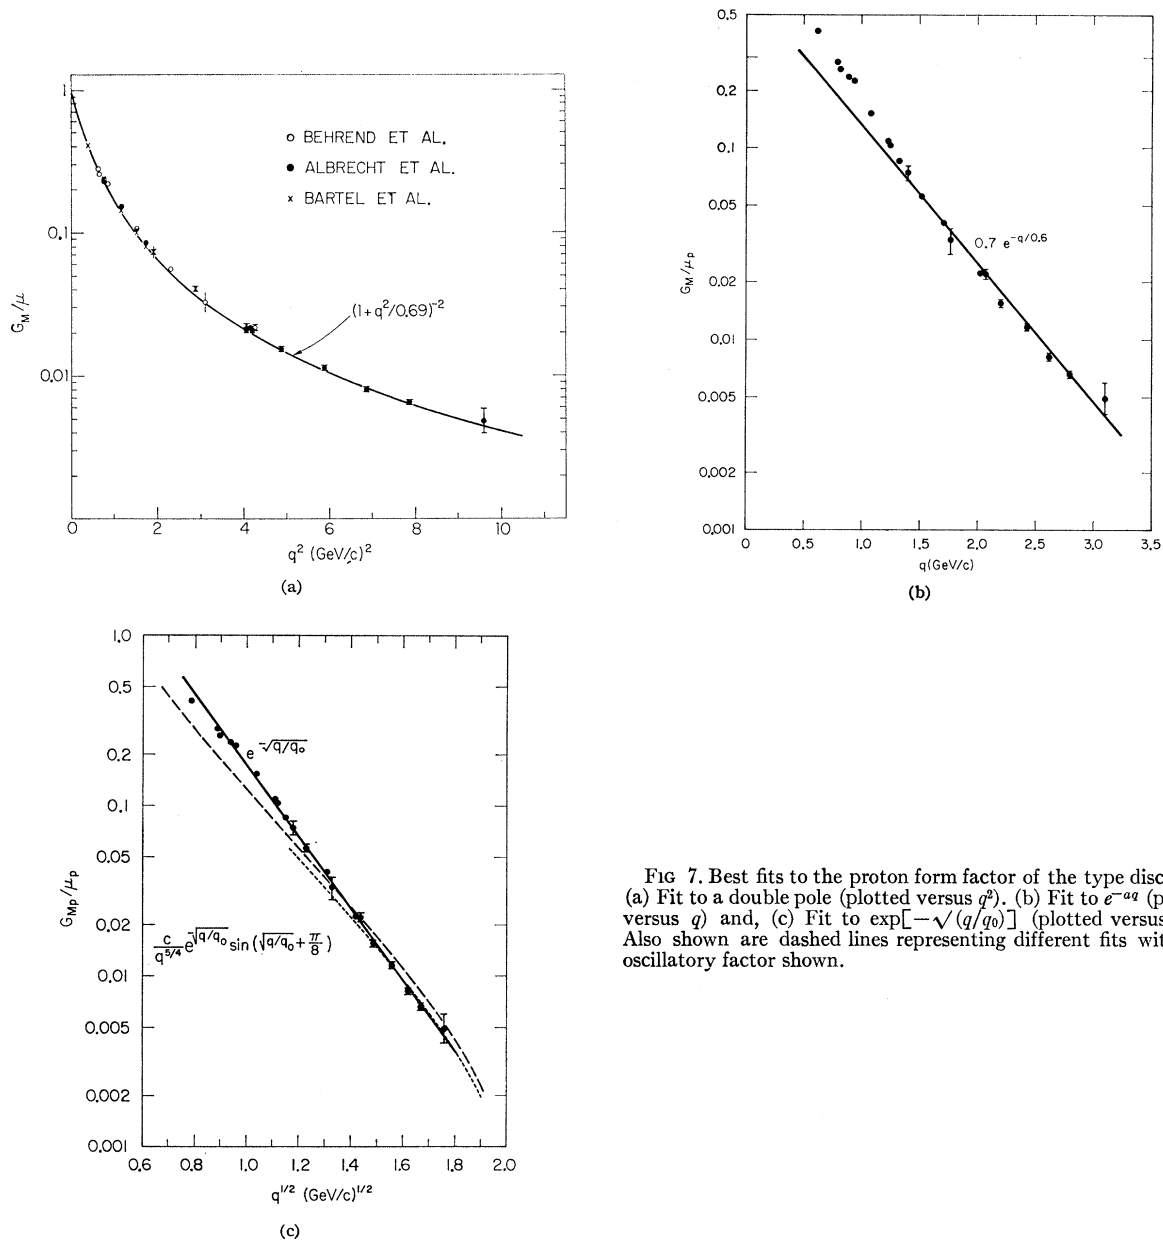 1
0.1
0.01
G_M/μ
○ BEHREND ET AL.
● ALBRECHT ET AL.
x BARTEL ET AL.
(1+q²/0.69)⁻²
0 2 4 6 8 10
q² (GeV/c)²
(a)
0.5
0.2
0.1
0.05
0.02
0.01
0.005
0.002
0.001
G_M/μ_p
0.7 e^{-q/0.6}
0 0.5 1.0 1.5 2.0 2.5 3.0 3.5
q(GeV/c)
(b)
1.0
0.5
0.2
0.1
0.05
0.02
0.01
0.005
0.002
0.001
G_{Mp}/μ_p
e^{-√(q/q₀)}
c/q^{5/4} e^{-√(q/q₀)} sin(√(q/q₀)+π/8)
0.6 0.8 1.0 1.2 1.4 1.6 1.8 2.0
q^{1/2} (GeV/c)^{1/2}
(c)
FIG 7. Best fits to the proton form factor of the type disc
(a) Fit to a double pole (plotted versus q²). (b) Fit to e^{-aq} (p
versus q) and, (c) Fit to exp[−√(q/q₀)] (plotted versus
Also shown are dashed lines representing different fits wit
oscillatory factor shown.